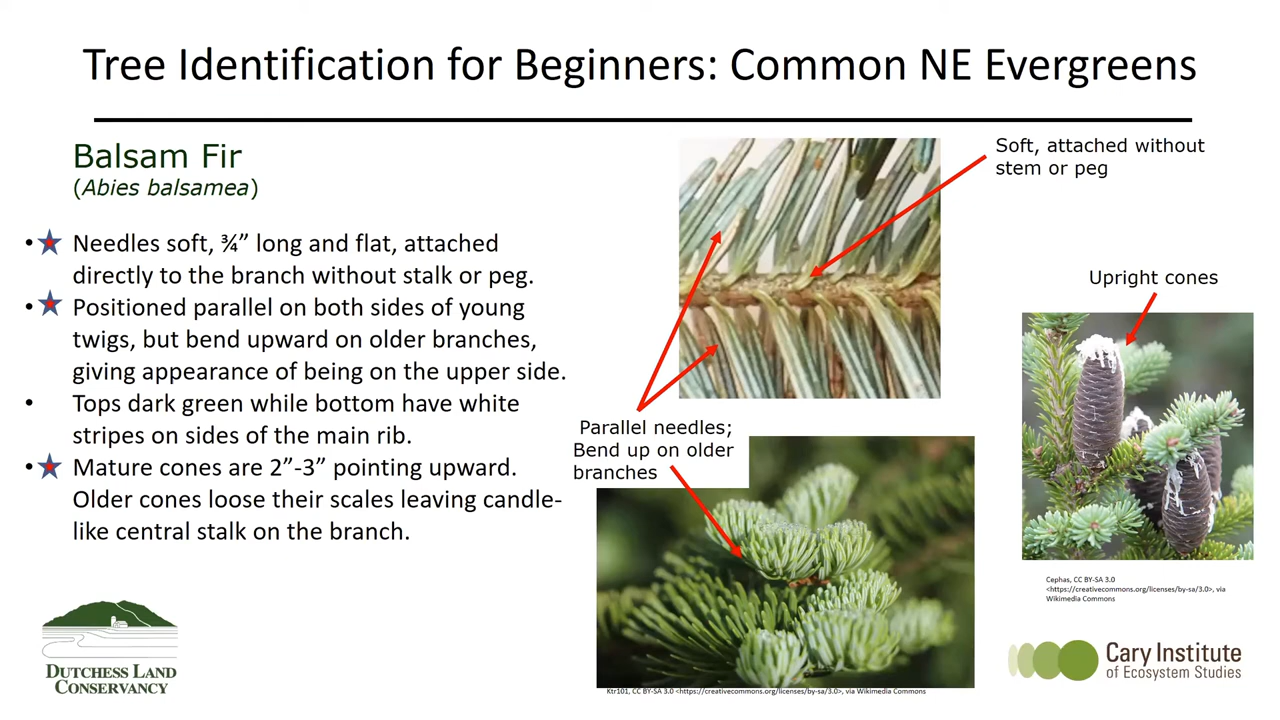 Tree Identification for Beginners: Common NE Evergreens
Balsam Fir
(Abies balsamea)
• Needles soft, ¾” long and flat, attached
directly to the branch without stalk or peg.
• Positioned parallel on both sides of young
twigs, but bend upward on older branches,
giving appearance of being on the upper side.
• Tops dark green while bottom have white
stripes on sides of the main rib.
• Mature cones are 2”-3” pointing upward.
Older cones loose their scales leaving candle-
like central stalk on the branch.
Soft, attached without
stem or peg
Parallel needles;
Bend up on older
branches
Upright cones
Cephas, CC BY-SA 3.0
<https://creativecommons.org/licenses/by-sa/3.0>, via
Wikimedia Commons
Ktr101, CC BY-SA 3.0 <https://creativecommons.org/licenses/by-sa/3.0>, via Wikimedia Commons
DUTCHESS LAND
CONSERVANCY
Cary Institute
of Ecosystem Studies